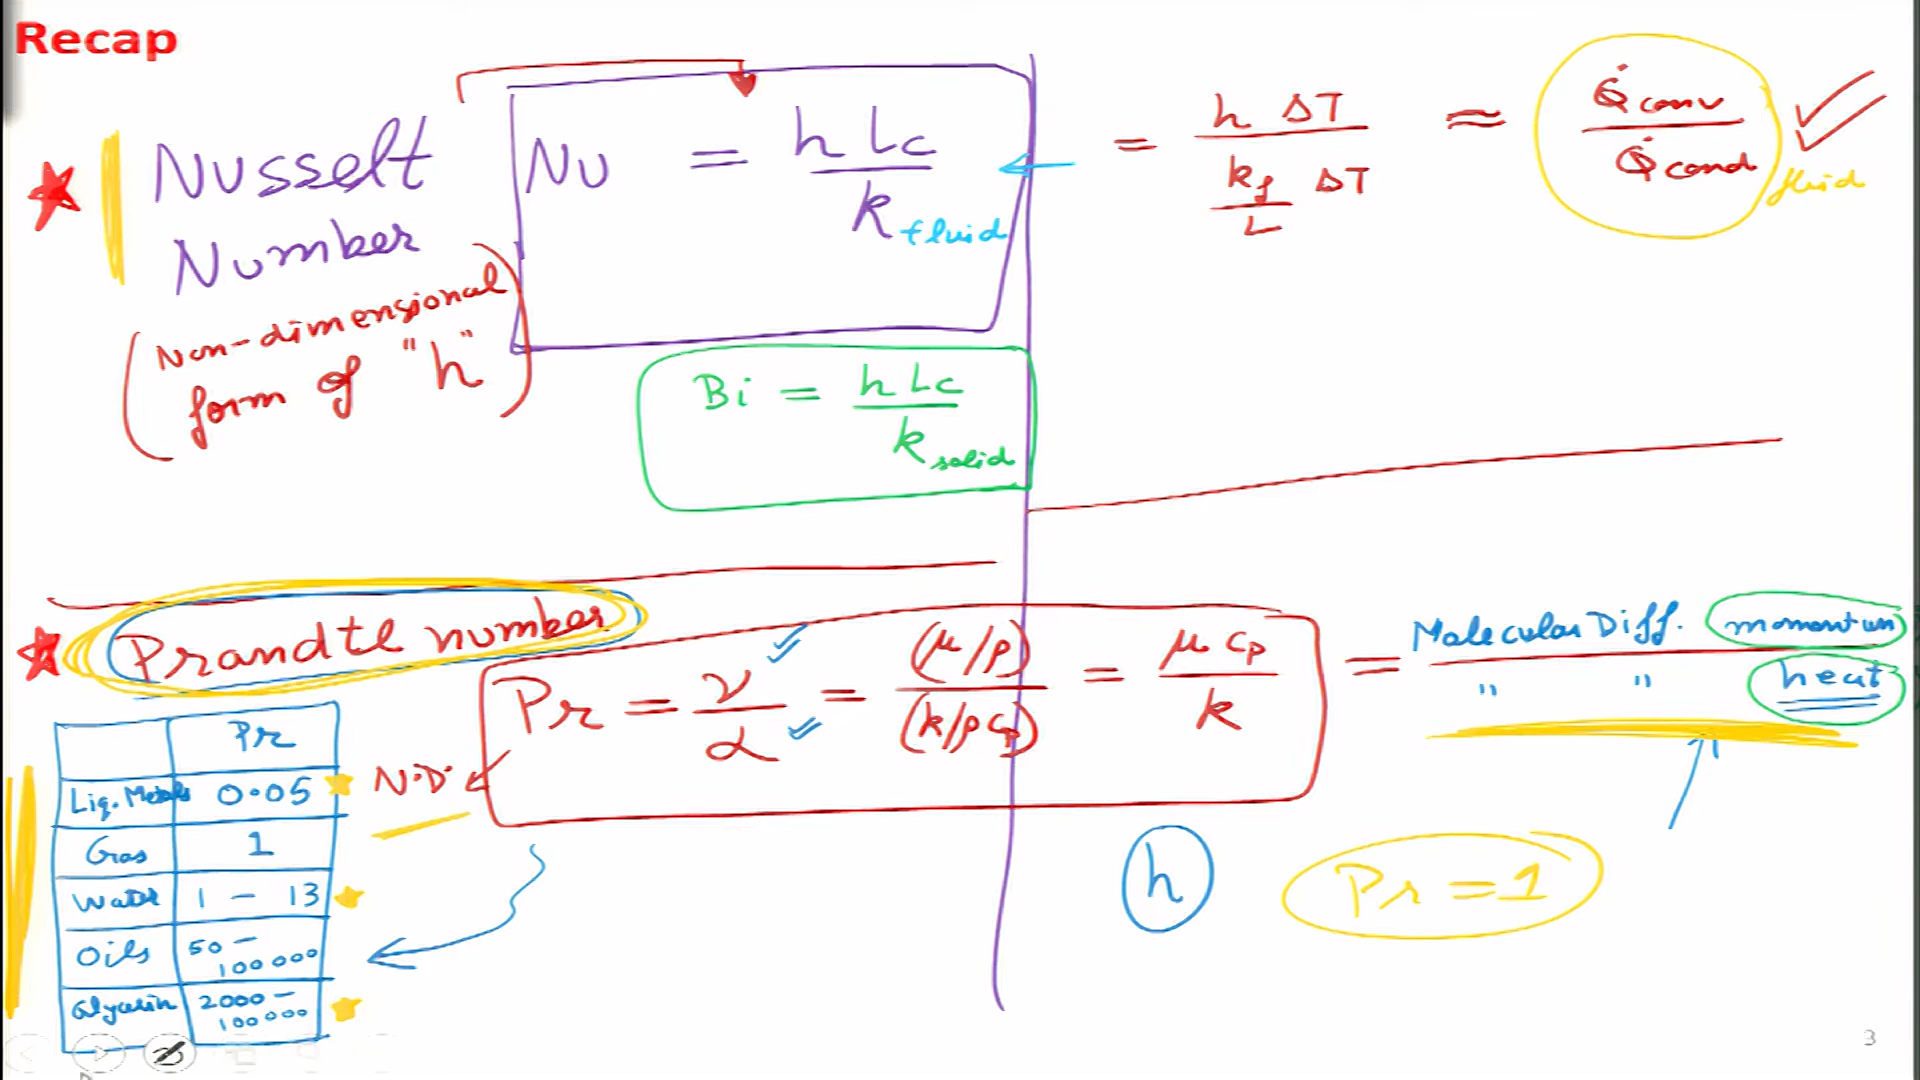 Recap
Nusselt
Number
(Non-dimensional
form of "h")
Nu = h Lc / k fluid
= h ΔT / (kf / L) ΔT ≈ Q̇conv / Q̇cond fluid
Bi = h Lc / k solid
Prandtl number
Pr = ν / α = (μ/ρ) / (k/ρcp) = μ cp / k = Molecular Diff. momentum / " " heat
N.D.
Pr
Liq. Metals 0.05
Gas 1
Water 1 - 13
Oils 50 - 100000
Glycerin 2000 - 100000
h
Pr = 1
3